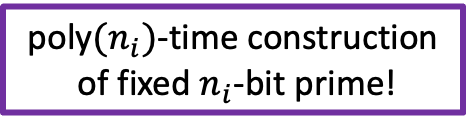 poly(𝑛ᵢ)-time construction
of fixed 𝑛ᵢ-bit prime!